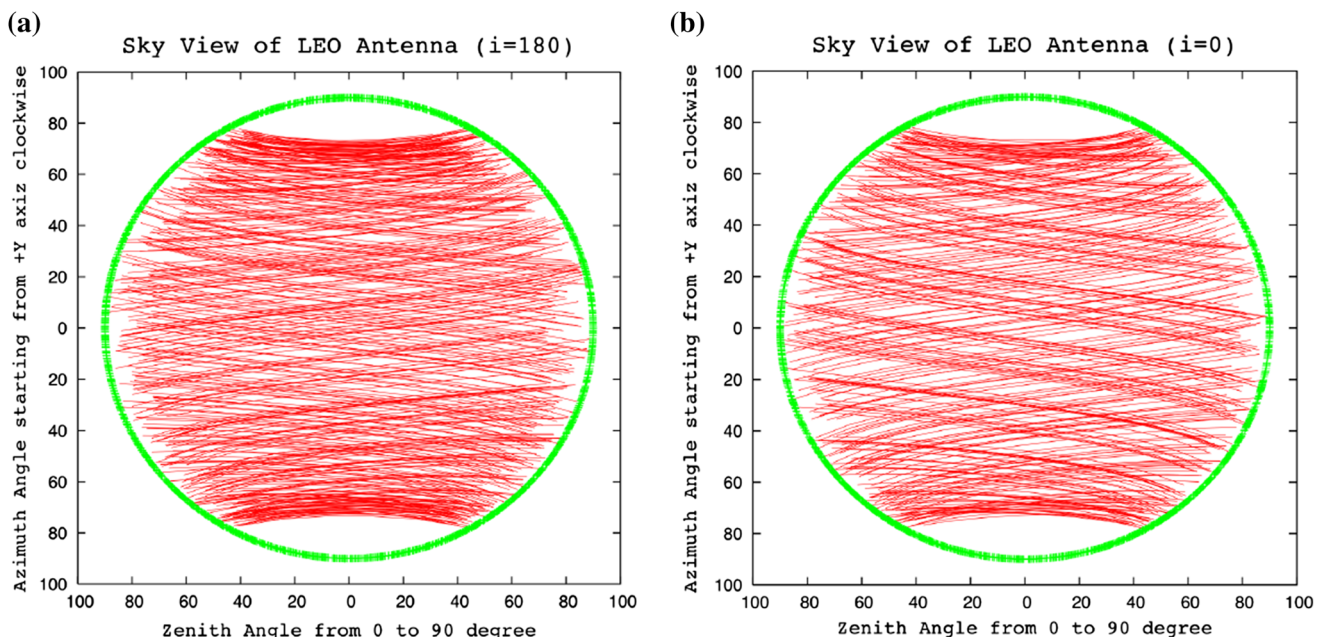 (a)
Sky View of LEO Antenna (i=180)
Azimuth Angle starting from +Y axiz clockwise
100
80
60
40
20
0
20
40
60
80
100
100 80 60 40 20 0 20 40 60 80 100
Zenith Angle from 0 to 90 degree
(b)
Sky View of LEO Antenna (i=0)
Azimuth Angle starting from +Y axiz clockwise
100
80
60
40
20
0
20
40
60
80
100
100 80 60 40 20 0 20 40 60 80 100
Zenith Angle from 0 to 90 degree